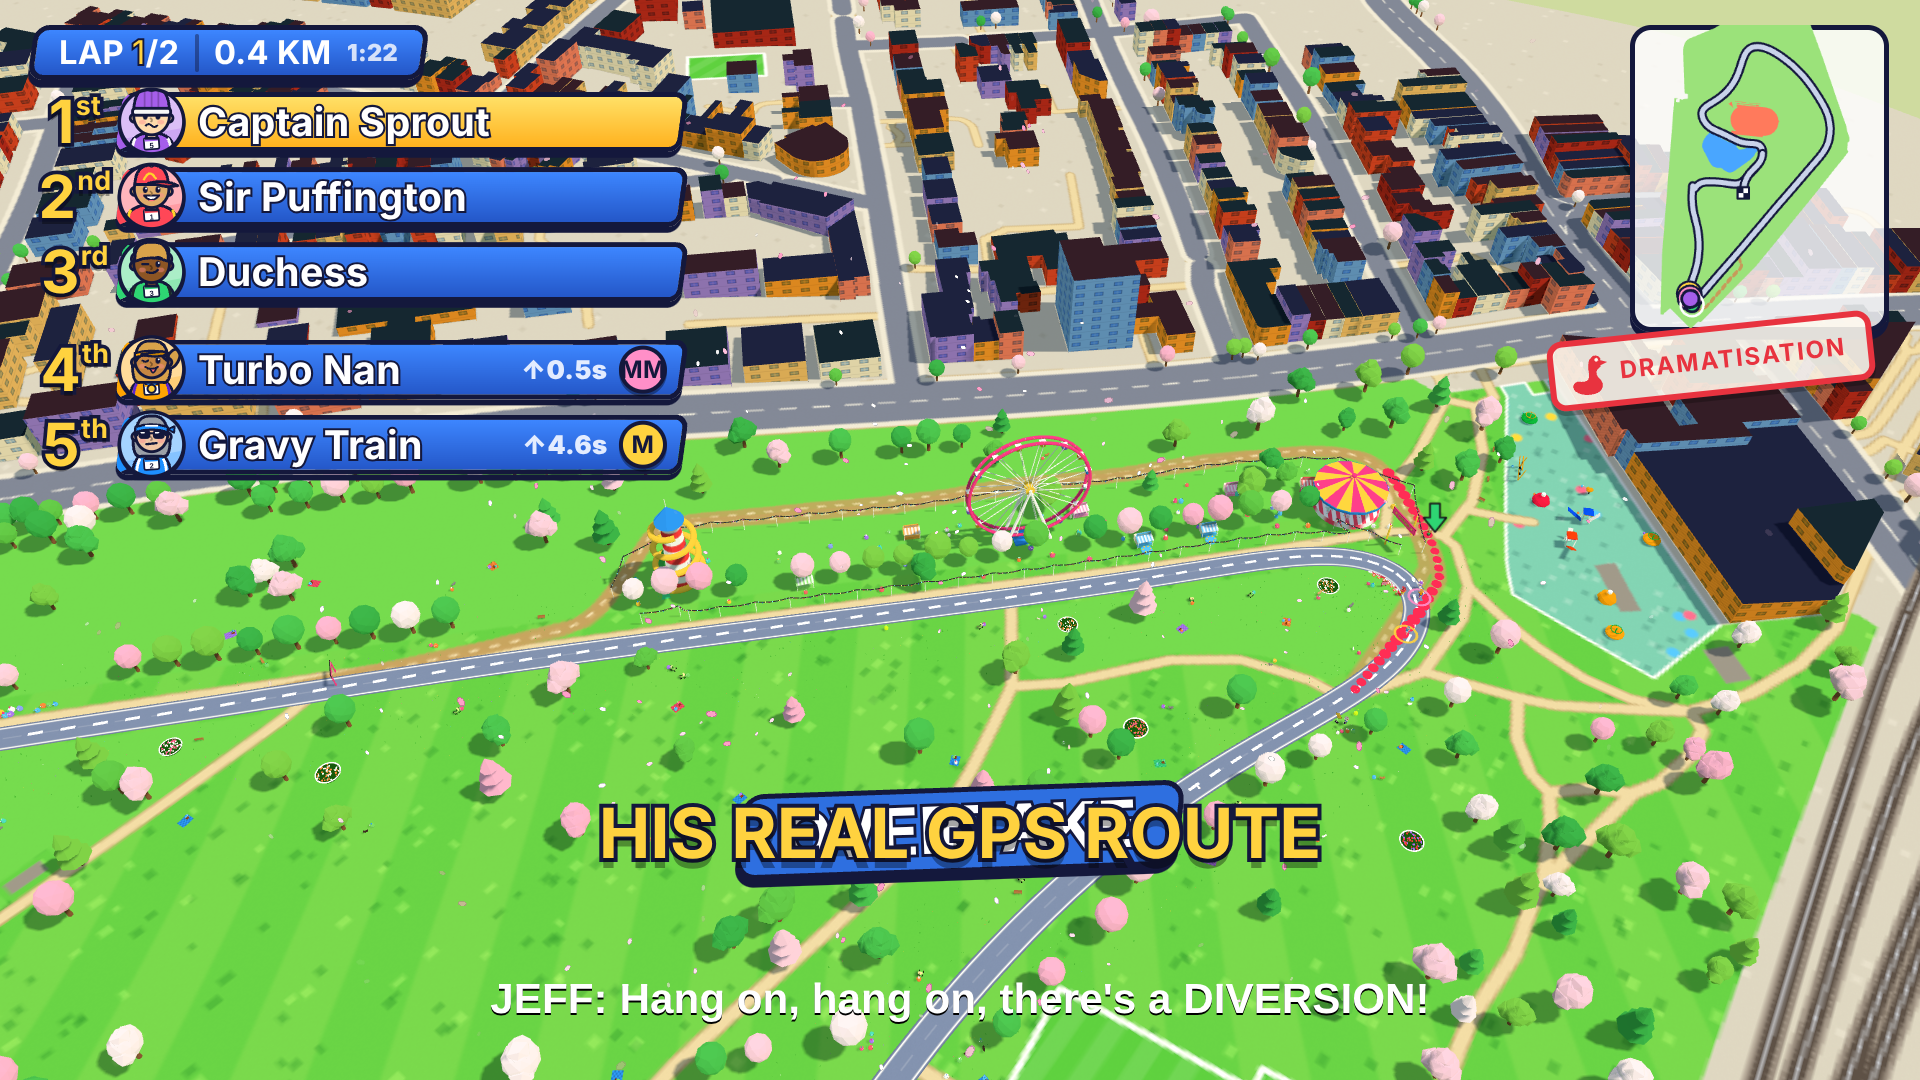 LAP 1/2 0.4 KM 1:22
1st Captain Sprout
2nd Sir Puffington
3rd Duchess
4th Turbo Nan ↑0.5s MM
5th Gravy Train ↑4.6s M
DRAMATISATION
HIS REAL GPS ROUTE
JEFF: Hang on, hang on, there's a DIVERSION!